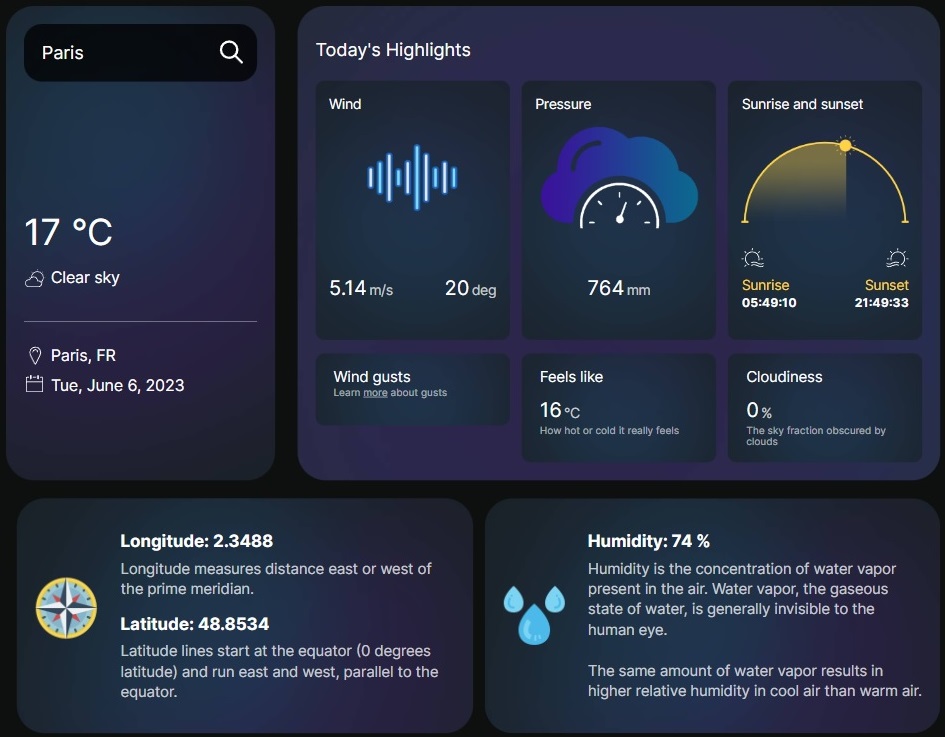 Paris
17 °C
Clear sky
Paris, FR
Tue, June 6, 2023
Today's Highlights
Wind
5.14 m/s 20 deg
Pressure
764 mm
Sunrise and sunset
Sunrise Sunset
05:49:10 21:49:33
Wind gusts
Learn more about gusts
Feels like
16 °C
How hot or cold it really feels
Cloudiness
0 %
The sky fraction obscured by
clouds
Longitude: 2.3488
Longitude measures distance east or west of
the prime meridian.
Latitude: 48.8534
Latitude lines start at the equator (0 degrees
latitude) and run east and west, parallel to the
equator.
Humidity: 74 %
Humidity is the concentration of water vapor
present in the air. Water vapor, the gaseous
state of water, is generally invisible to the
human eye.
The same amount of water vapor results in
higher relative humidity in cool air than warm air.